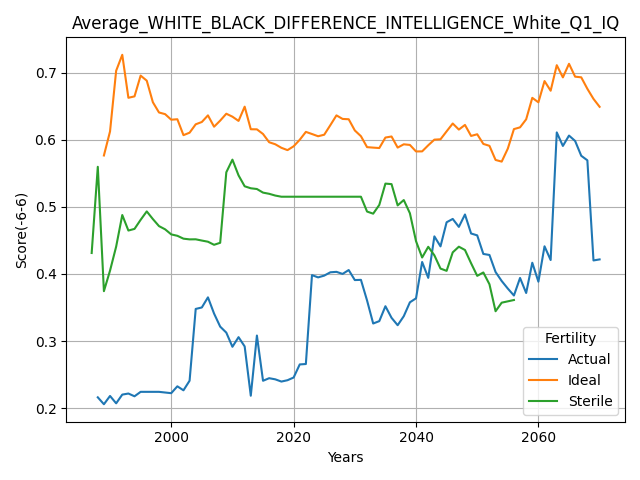 Average_WHITE_BLACK_DIFFERENCE_INTELLIGENCE_White_Q1_IQ
Score(-6-6)
0.7
0.6
0.5
0.4
0.3
0.2
2000
2020
2040
2060
Years
Fertility
Actual
Ideal
Sterile